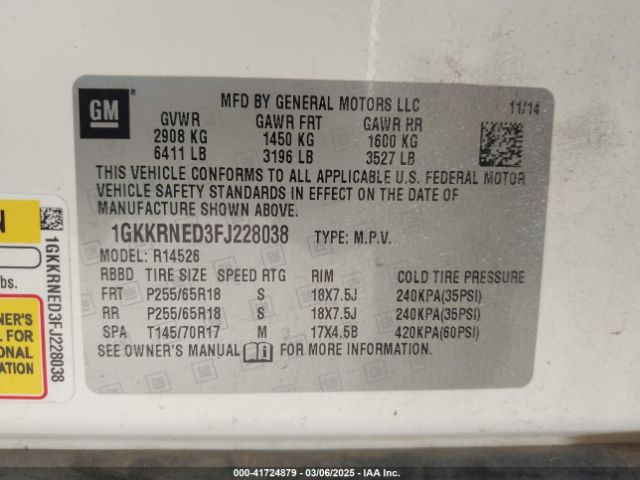 GM
®
MFD BY GENERAL MOTORS LLC
11/14
GVWR GAWR FRT GAWR RR
2908 KG 1450 KG 1600 KG
6411 LB 3196 LB 3527 LB
THIS VEHICLE CONFORMS TO ALL APPLICABLE U.S. FEDERAL MOTOR
VEHICLE SAFETY STANDARDS IN EFFECT ON THE DATE OF
MANUFACTURE SHOWN ABOVE.
1GKKRNED3FJ228038 TYPE: M.P.V.
MODEL: R14526
RBBD TIRE SIZE SPEED RTG RIM COLD TIRE PRESSURE
FRT P255/65R18 S 18X7.5J 240KPA(35PSI)
RR P255/65R18 S 18X7.5J 240KPA(35PSI)
SPA T145/70R17 M 17X4.5B 420KPA(60PSI)
SEE OWNER'S MANUAL i FOR MORE INFORMATION.
N
lbs.
NER'S
L FOR
ONAL
TION
1GKKRNED3FJ228038
000-41724879 - 03/06/2025 - IAA Inc.